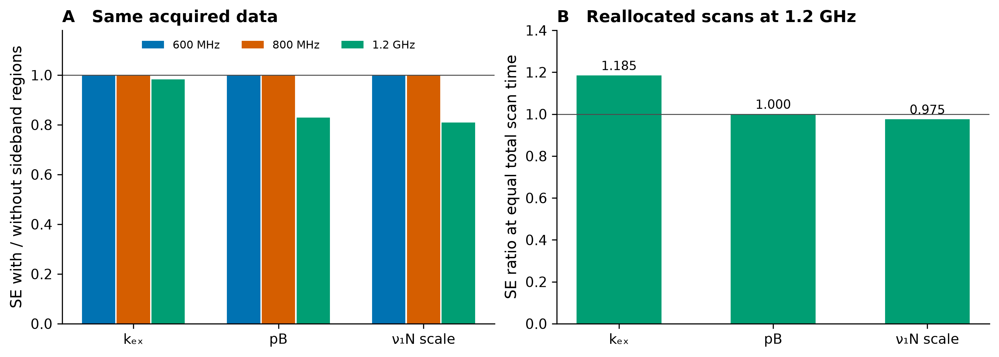 A Same acquired data
SE with / without sideband regions
600 MHz
800 MHz
1.2 GHz
1.0
0.8
0.6
0.4
0.2
0.0
kₑₓ
pB
ν₁N scale
B Reallocated scans at 1.2 GHz
SE ratio at equal total scan time
1.4
1.2
1.0
0.8
0.6
0.4
0.2
0.0
1.185
1.000
0.975
kₑₓ
pB
ν₁N scale